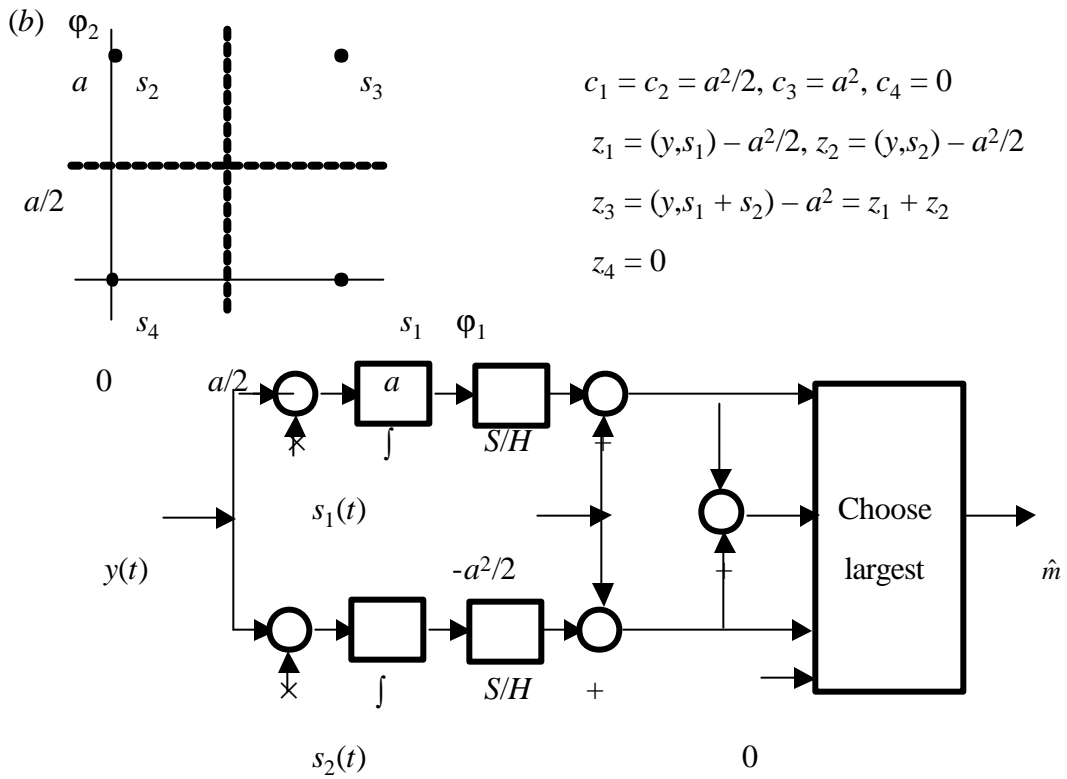 (b) φ2
a s2 s3
c1 = c2 = a²/2, c3 = a², c4 = 0
z1 = (y,s1) – a²/2, z2 = (y,s2) – a²/2
a/2
z3 = (y,s1 + s2) – a² = z1 + z2
z4 = 0
s4 s1 φ1
0 a/2 a
× ∫ S/H +
s1(t) Choose
y(t) -a²/2 + largest m̂
× ∫ S/H +
s2(t) 0